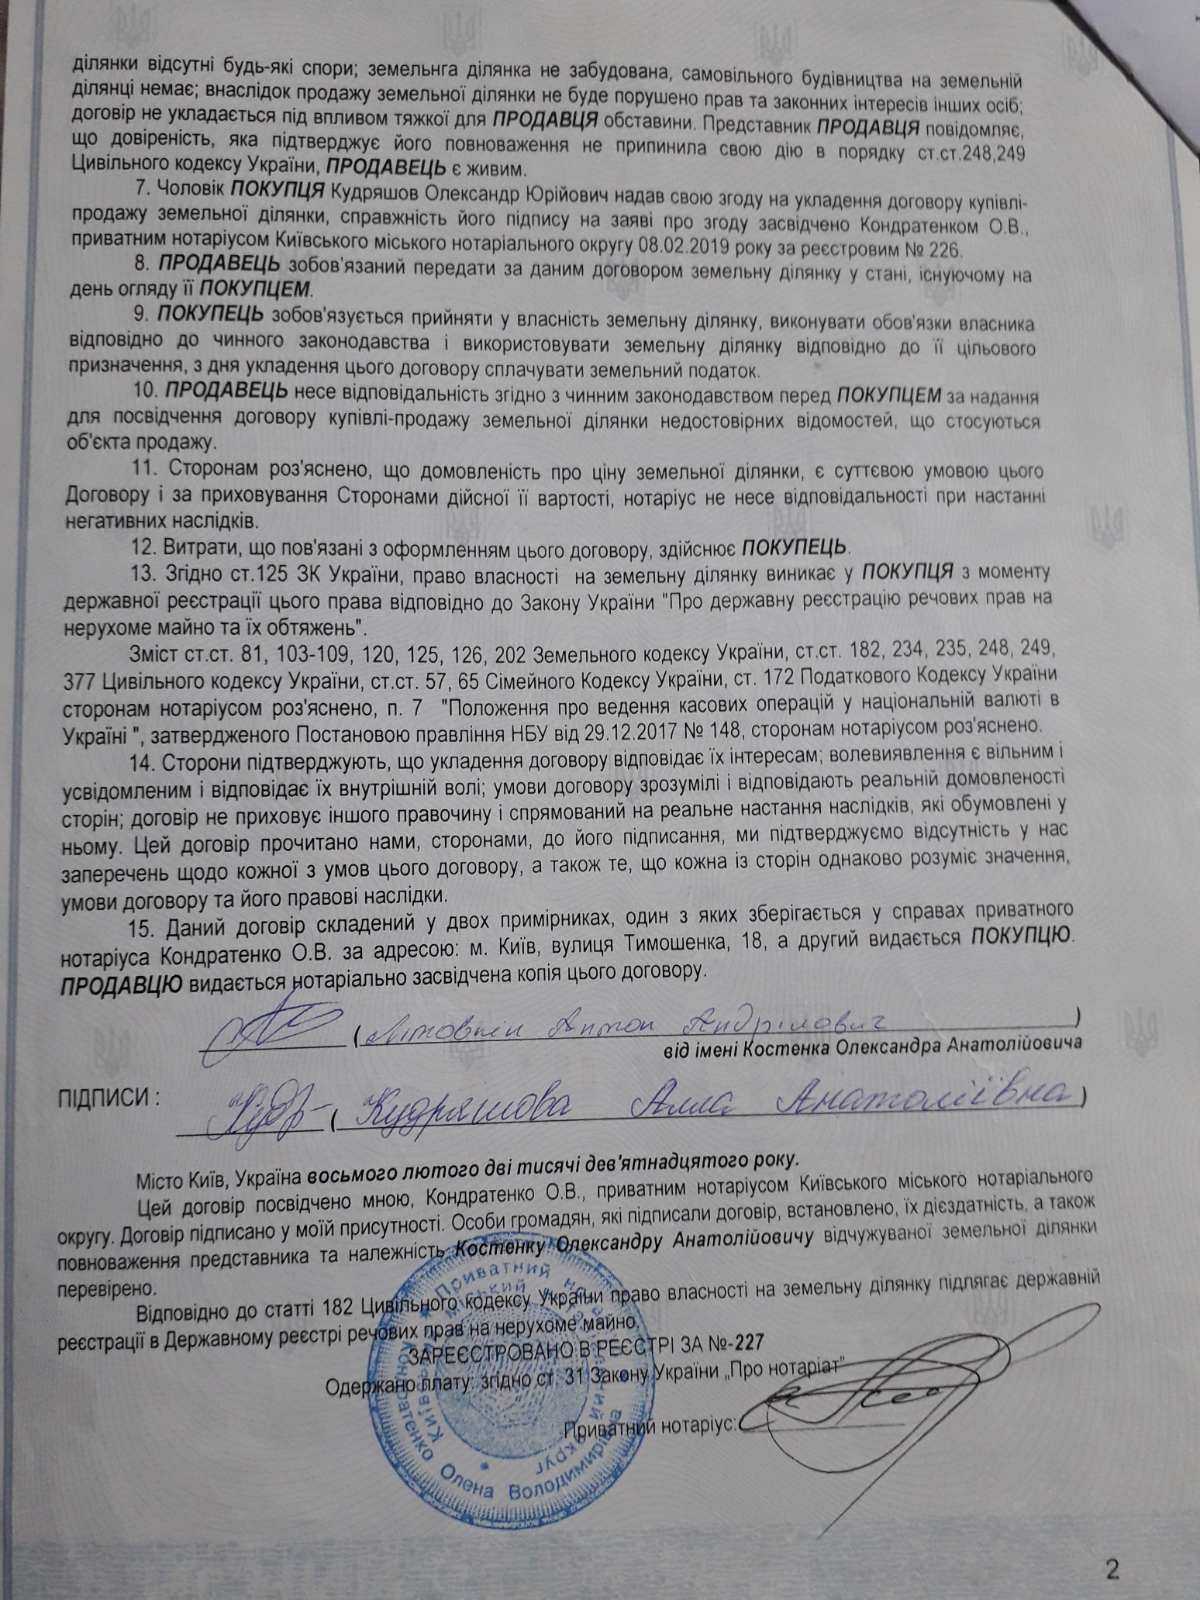 ділянки відсутні будь-які спори; земельнга ділянка не забудована, самовільного будівництва на земельній
ділянці немає; внаслідок продажу земельної ділянки не буде порушено прав та законних інтересів інших осіб;
договір не укладається під впливом тяжкої для ПРОДАВЦЯ обставини. Представник ПРОДАВЦЯ повідомляє,
що довіреність, яка підтверджує його повноваження не припинила свою дію в порядку ст.ст.248,249
Цивільного кодексу України, ПРОДАВЕЦЬ є живим.
7. Чоловік ПОКУПЦЯ Кудряшов Олександр Юрійович надав свою згоду на укладення договору купівлі-
продажу земельної ділянки, справжність його підпису на заяві про згоду засвідчено Кондратенком О.В.,
приватним нотаріусом Київського міського нотаріального округу 08.02.2019 року за реєстровим № 226.
8. ПРОДАВЕЦЬ зобов'язаний передати за даним договором земельну ділянку у стані, існуючому на
день огляду її ПОКУПЦЕМ.
9. ПОКУПЕЦЬ зобов'язується прийняти у власність земельну ділянку, виконувати обов'язки власника
відповідно до чинного законодавства і використовувати земельну ділянку відповідно до її цільового
призначення, з дня укладення цього договору сплачувати земельний податок.
10. ПРОДАВЕЦЬ несе відповідальність згідно з чинним законодавством перед ПОКУПЦЕМ за надання
для посвідчення договору купівлі-продажу земельної ділянки недостовірних відомостей, що стосуються
об'єкта продажу.
11. Сторонам роз'яснено, що домовленість про ціну земельної ділянки, є суттєвою умовою цього
Договору і за приховування Сторонами дійсної її вартості, нотаріус не несе відповідальності при настанні
негативних наслідків.
12. Витрати, що пов'язані з оформленням цього договору, здійснює ПОКУПЕЦЬ.
13. Згідно ст.125 ЗК України, право власності на земельну ділянку виникає у ПОКУПЦЯ з моменту
державної реєстрації цього права відповідно до Закону України "Про державну реєстрацію речових прав на
нерухоме майно та їх обтяжень".
Зміст ст.ст. 81, 103-109, 120, 125, 126, 202 Земельного кодексу України, ст.ст. 182, 234, 235, 248, 249,
377 Цивільного кодексу України, ст.ст. 57, 65 Сімейного Кодексу України, ст. 172 Податкового Кодексу України
сторонам нотаріусом роз'яснено, п. 7 "Положення про ведення касових операцій у національній валюті в
Україні ", затвердженого Постановою правління НБУ від 29.12.2017 № 148, сторонам нотаріусом роз'яснено.
14. Сторони підтверджують, що укладення договору відповідає їх інтересам; волевиявлення є вільним і
усвідомленим і відповідає їх внутрішній волі; умови договору зрозумілі і відповідають реальній домовленості
сторін; договір не приховує іншого правочину і спрямований на реальне настання наслідків, які обумовлені у
ньому. Цей договір прочитано нами, сторонами, до його підписання, ми підтверджуємо відсутність у нас
заперечень щодо кожної з умов цього договору, а також те, що кожна із сторін однаково розуміє значення,
умови договору та його правові наслідки.
15. Даний договір складений у двох примірниках, один з яких зберігається у справах приватного
нотаріуса Кондратенко О.В. за адресою: м. Київ, вулиця Тимошенка, 18, а другий видається ПОКУПЦЮ.
ПРОДАВЦЮ видається нотаріально засвідчена копія цього договору.
( Антон Андрійович )
від імені Костенка Олександра Анатолійовича
ПІДПИСИ :
( Кудряшова Алла Анатоліївна )
Місто Київ, Україна восьмого лютого дві тисячі дев'ятнадцятого року.
Цей договір посвідчено мною, Кондратенко О.В., приватним нотаріусом Київського міського нотаріального
округу. Договір підписано у моїй присутності. Особи громадян, які підписали договір, встановлено, їх дієздатність, а також
повноваження представника та належність Костенку Олександру Анатолійовичу відчужуваної земельної ділянки
перевірено.
Відповідно до статті 182 Цивільного кодексу України право власності на земельну ділянку підлягає державній
реєстрації в Державному реєстрі речових прав на нерухоме майно.
ЗАРЕЄСТРОВАНО В РЕЄСТРІ ЗА №-227
Одержано плату: згідно ст. 31 Закону України „Про нотаріат"
Приватний нотаріус:
Кондратенко Олена Володимирівна
2